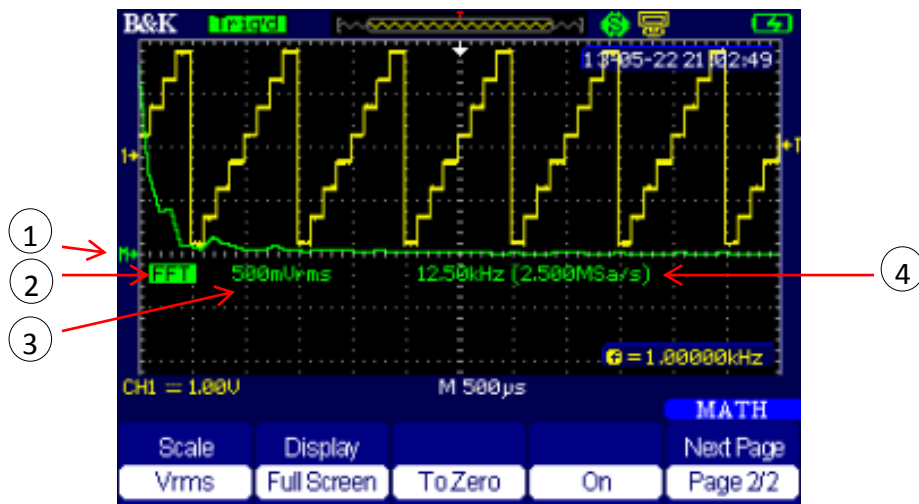 B&K Trig'd
13-05-22 21:02:49
1
T
1
M
2
FFT 500mVrms 12.50kHz (2.500MSa/s)
4
3
f = 1.00000kHz
CH1 = 1.00V M 500µs
MATH
Scale Display Next Page
Vrms Full Screen To Zero On Page 2/2